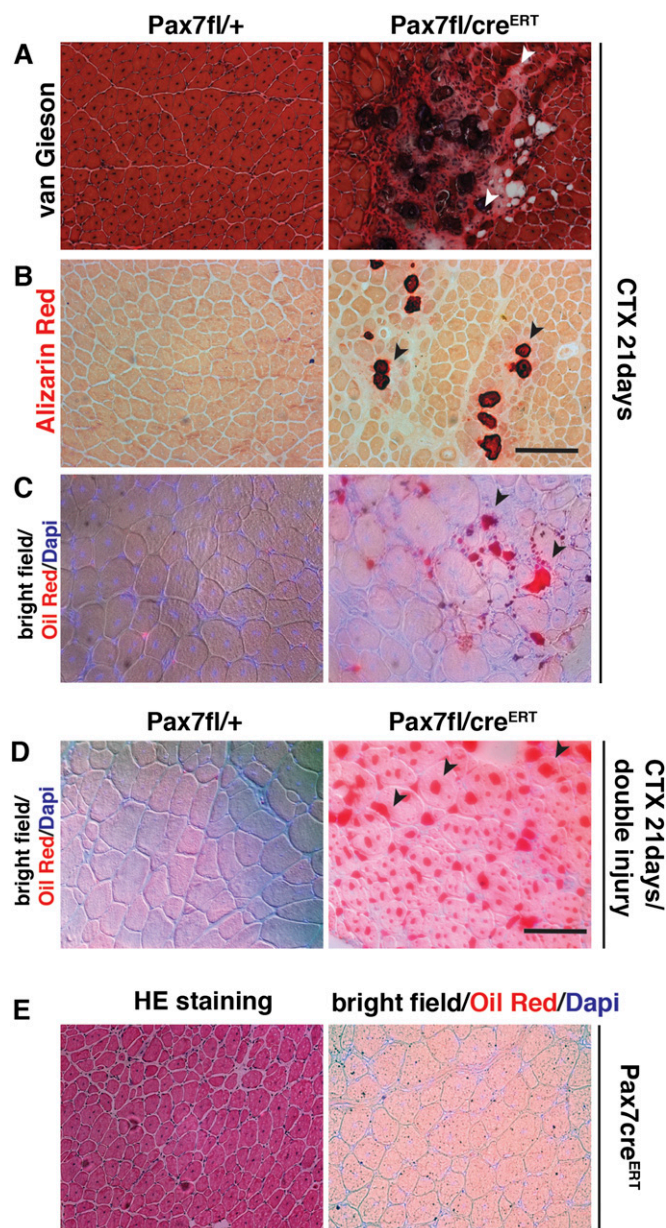 Pax7fl/+ Pax7fl/creERT
A
van Gieson
B
Alizarin Red
C
bright field/
Oil Red/Dapi
CTX 21days
Pax7fl/+ Pax7fl/creERT
D
bright field/
Oil Red/Dapi
CTX 21days/
double injury
HE staining bright field/Oil Red/Dapi
E
Pax7creERT